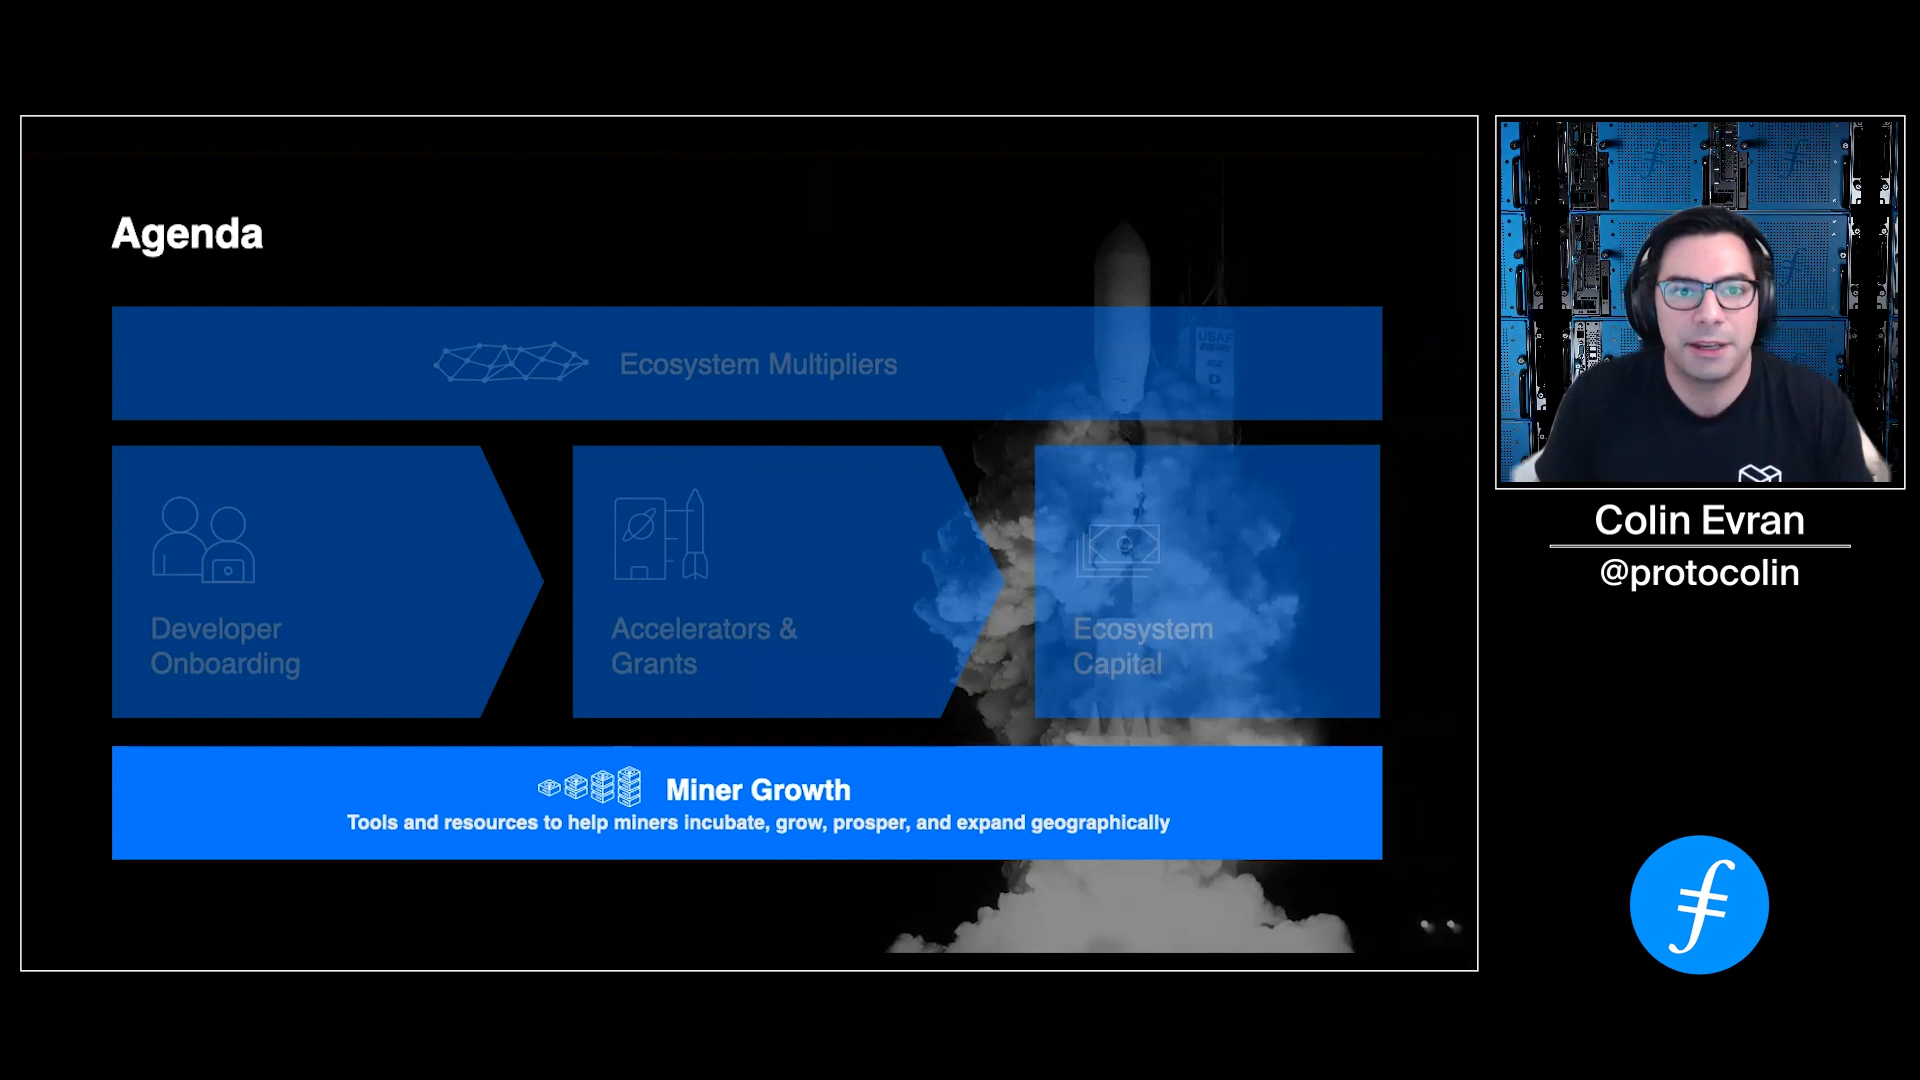 Agenda
Ecosystem Multipliers
USAF
Developer
Onboarding
Accelerators &
Grants
Ecosystem
Capital
Miner Growth
Tools and resources to help miners incubate, grow, prosper, and expand geographically
Colin Evran
@protocolin